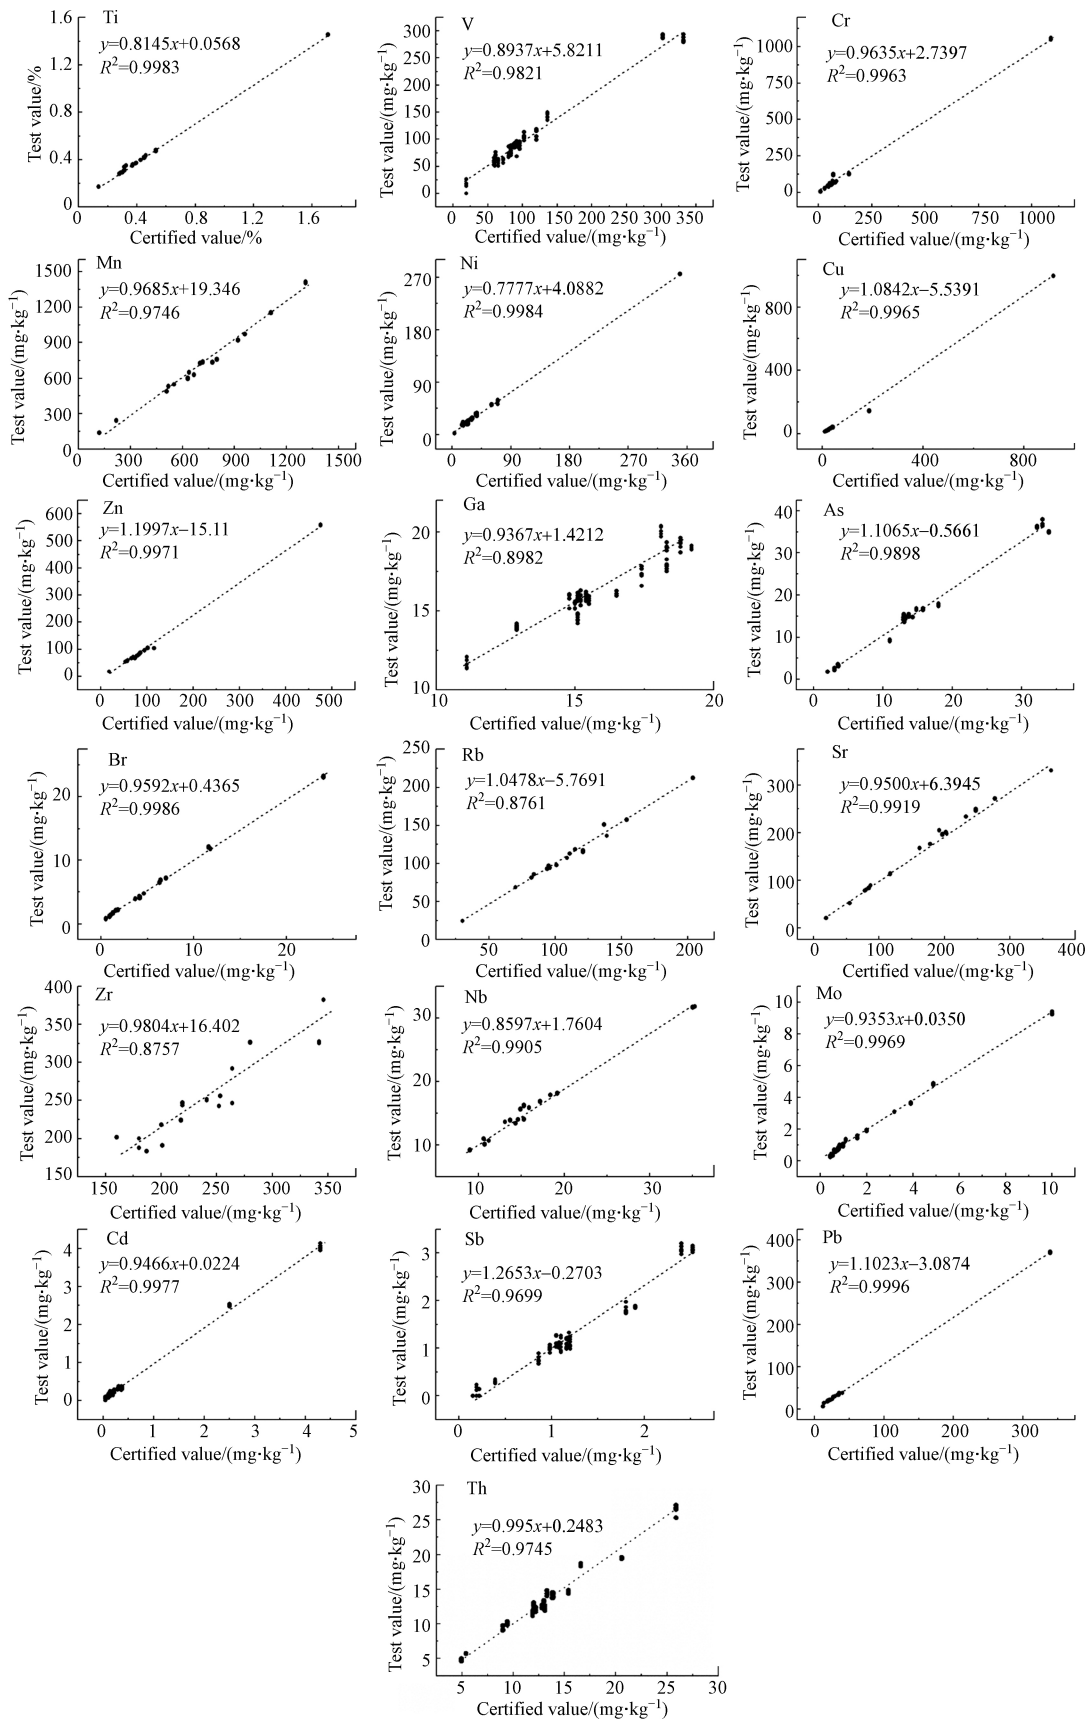 Ti
y=0.8145x+0.0568
R²=0.9983
Test value/%
1.6
1.2
0.8
0.4
0
0 0.4 0.8 1.2 1.6
Certified value/%
V
y=0.8937x+5.8211
R²=0.9821
Test value/(mg·kg⁻¹)
300
250
200
150
100
50
0
0 50 100 150 200 250 300 350
Certified value/(mg·kg⁻¹)
Cr
y=0.9635x+2.7397
R²=0.9963
Test value/(mg·kg⁻¹)
1000
750
500
250
0
0 250 500 750 1000
Certified value/(mg·kg⁻¹)
Mn
y=0.9685x+19.346
R²=0.9746
Test value/(mg·kg⁻¹)
1500
1200
900
600
300
0
0 300 600 900 1200 1500
Certified value/(mg·kg⁻¹)
Ni
y=0.7777x+4.0882
R²=0.9984
Test value/(mg·kg⁻¹)
270
180
90
0
0 90 180 270 360
Certified value/(mg·kg⁻¹)
Cu
y=1.0842x−5.5391
R²=0.9965
Test value/(mg·kg⁻¹)
800
400
0
0 400 800
Certified value/(mg·kg⁻¹)
Zn
y=1.1997x−15.11
R²=0.9971
Test value/(mg·kg⁻¹)
600
500
400
300
200
100
0
0 100 200 300 400 500
Certified value/(mg·kg⁻¹)
Ga
y=0.9367x+1.4212
R²=0.8982
Test value/(mg·kg⁻¹)
20
15
10
10 15 20
Certified value/(mg·kg⁻¹)
As
y=1.1065x−0.5661
R²=0.9898
Test value/(mg·kg⁻¹)
40
30
20
10
0
0 10 20 30
Certified value/(mg·kg⁻¹)
Br
y=0.9592x+0.4365
R²=0.9986
Test value/(mg·kg⁻¹)
20
10
0
0 10 20
Certified value/(mg·kg⁻¹)
Rb
y=1.0478x−5.7691
R²=0.8761
Test value/(mg·kg⁻¹)
250
200
150
100
50
0
50 100 150 200
Certified value/(mg·kg⁻¹)
Sr
y=0.9500x+6.3945
R²=0.9919
Test value/(mg·kg⁻¹)
300
200
100
0
0 100 200 300 400
Certified value/(mg·kg⁻¹)
Zr
y=0.9804x+16.402
R²=0.8757
Test value/(mg·kg⁻¹)
400
350
300
250
200
150
150 200 250 300 350
Certified value/(mg·kg⁻¹)
Nb
y=0.8597x+1.7604
R²=0.9905
Test value/(mg·kg⁻¹)
30
20
10
10 20 30
Certified value/(mg·kg⁻¹)
Mo
y=0.9353x+0.0350
R²=0.9969
Test value/(mg·kg⁻¹)
10
8
6
4
2
0
0 2 4 6 8 10
Certified value/(mg·kg⁻¹)
Cd
y=0.9466x+0.0224
R²=0.9977
Test value/(mg·kg⁻¹)
4
3
2
1
0
0 1 2 3 4 5
Certified value/(mg·kg⁻¹)
Sb
y=1.2653x−0.2703
R²=0.9699
Test value/(mg·kg⁻¹)
3
2
1
0
0 1 2
Certified value/(mg·kg⁻¹)
Pb
y=1.1023x−3.0874
R²=0.9996
Test value/(mg·kg⁻¹)
400
300
200
100
0
0 100 200 300
Certified value/(mg·kg⁻¹)
Th
y=0.995x+0.2483
R²=0.9745
Test value/(mg·kg⁻¹)
30
25
20
15
10
5
5 10 15 20 25 30
Certified value/(mg·kg⁻¹)